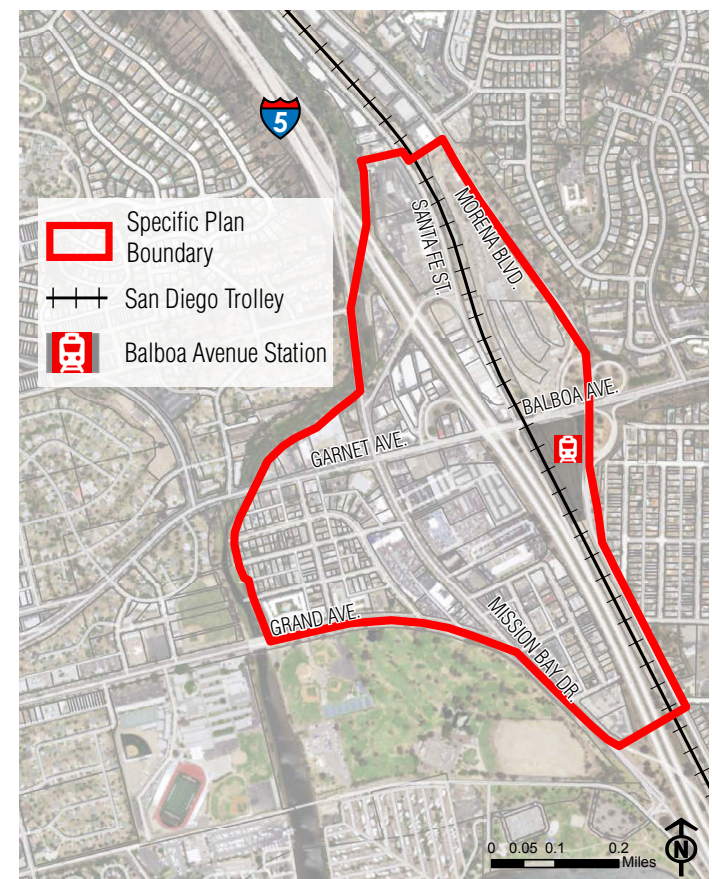 5
Specific Plan
Boundary
San Diego Trolley
Balboa Avenue Station
SANTA FE ST.
MORENA BLVD.
BALBOA AVE.
GARNET AVE.
GRAND AVE.
MISSION BAY DR.
0 0.05 0.1 0.2
Miles
N